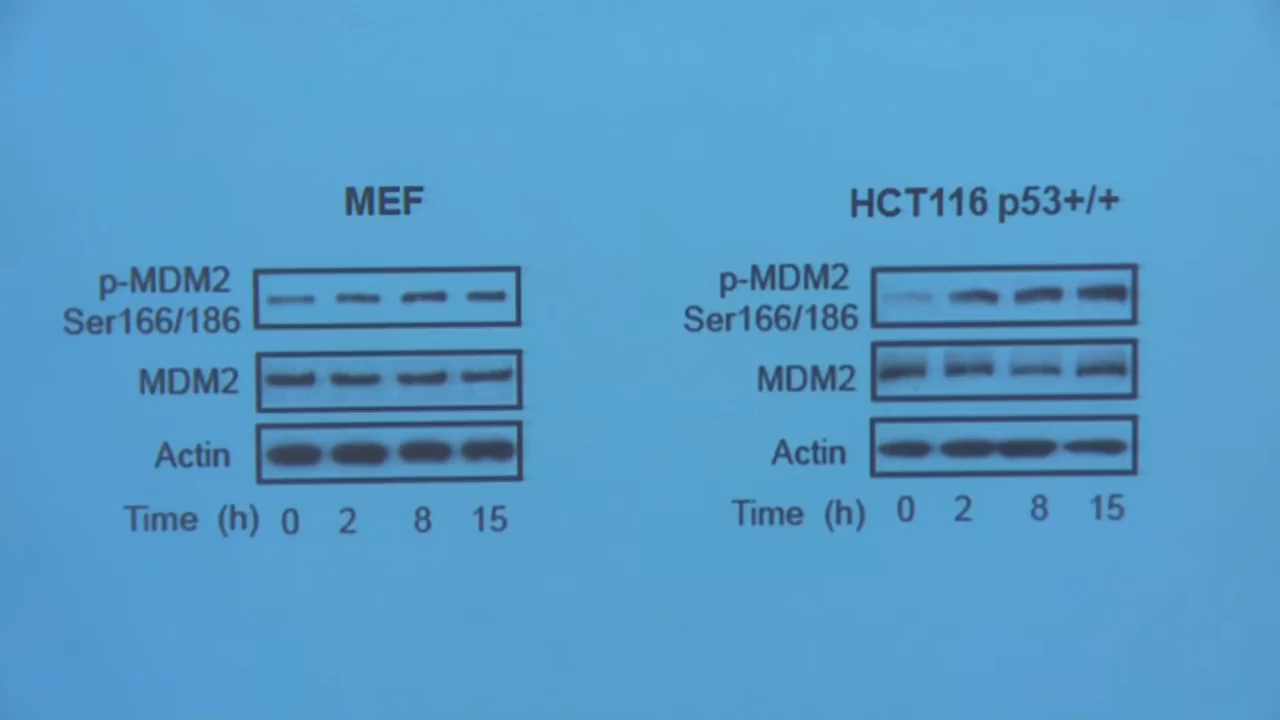 MEF
p-MDM2
Ser166/186
MDM2
Actin
Time (h) 0 2 8 15
HCT116 p53+/+
p-MDM2
Ser166/186
MDM2
Actin
Time (h) 0 2 8 15